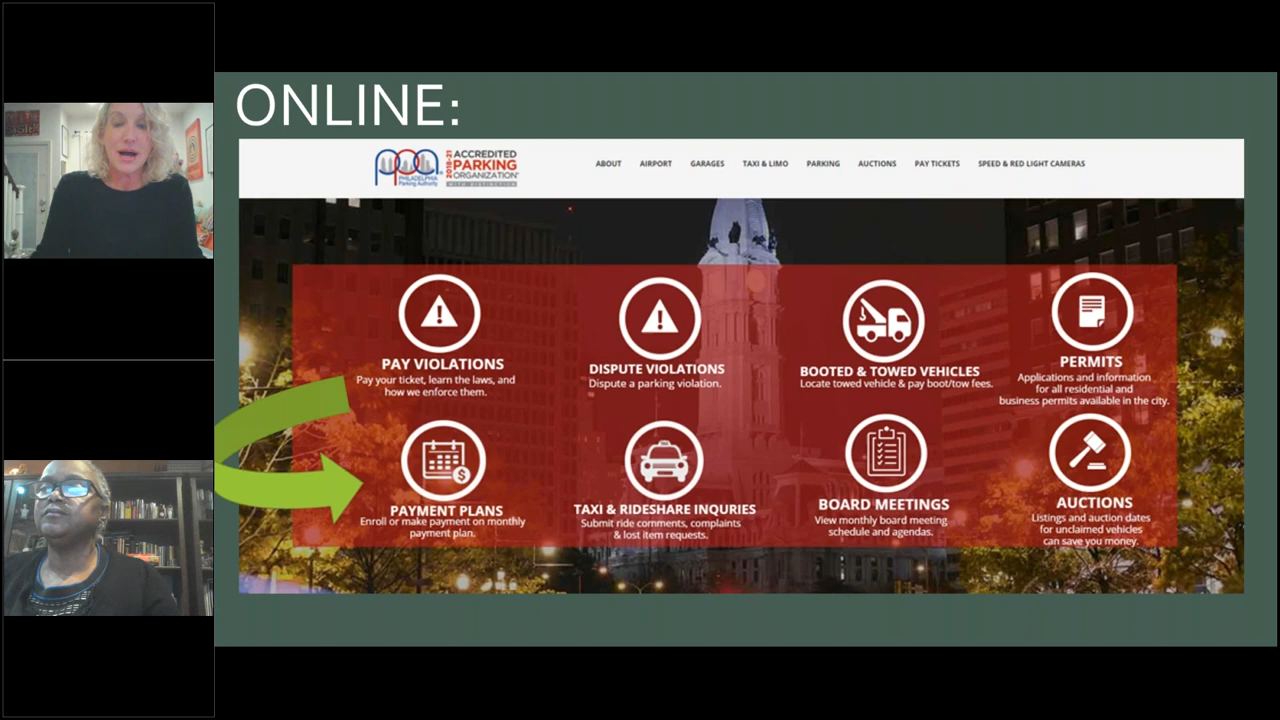 ONLINE:
ppa
PHILADELPHIA
Parking Authority
2018-21
ACCREDITED
PARKING
ORGANIZATION
WITH DISTINCTION
ABOUT AIRPORT GARAGES TAXI & LIMO PARKING AUCTIONS PAY TICKETS SPEED & RED LIGHT CAMERAS
PAY VIOLATIONS
Pay your ticket, learn the laws, and
how we enforce them.
DISPUTE VIOLATIONS
Dispute a parking violation.
BOOTED & TOWED VEHICLES
Locate towed vehicle & pay boot/tow fees.
PERMITS
Applications and information
for all residential and
business permits available in the city.
PAYMENT PLANS
Enroll or make payment on monthly
payment plan.
TAXI & RIDESHARE INQURIES
Submit ride comments, complaints
& lost item requests.
BOARD MEETINGS
View monthly board meeting
schedule and agendas.
AUCTIONS
Listings and auction dates
for unclaimed vehicles
can save you money.